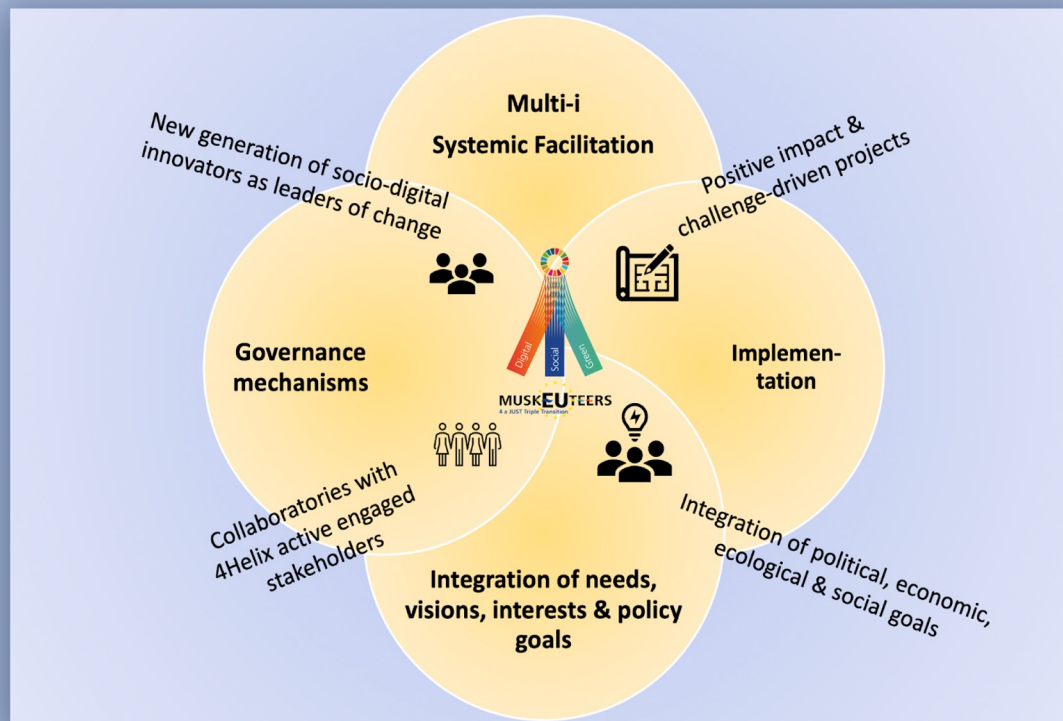 Multi-i
Systemic Facilitation
New generation of socio-digital
innovators as leaders of change
Positive impact &
challenge-driven projects
Governance
mechanisms
Implemen-
tation
Digital
Social
Green
MUSKEUTEERS
4 a JUST Triple Transition
Collaboratories with
4Helix active engaged
stakeholders
Integration of political, economic,
ecological & social goals
Integration of needs,
visions, interests & policy
goals